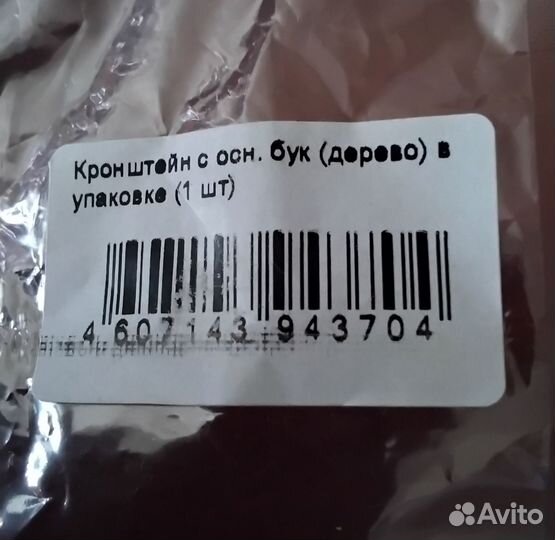 Кронштейн с осн. бук (дерево) в
упаковке (1 шт)
4 607143 943704
Avito